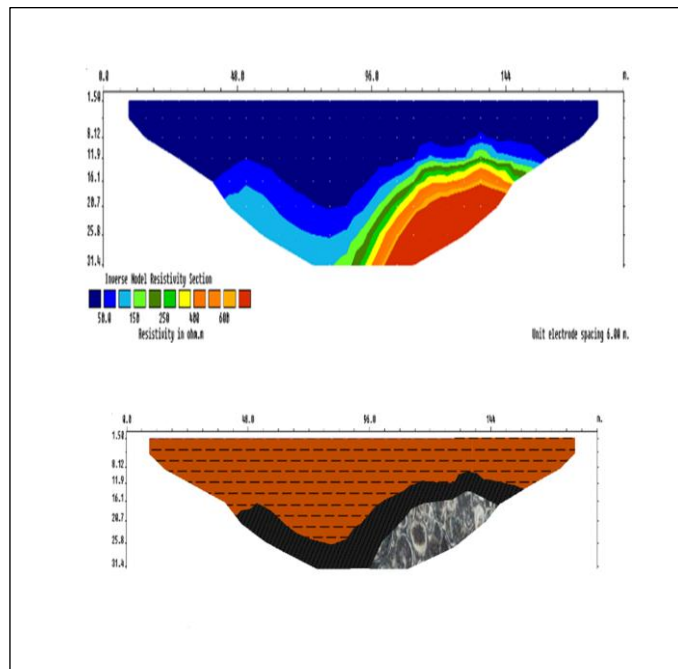 0.0 48.0 96.0 144 m.
1.50
8.12
11.9
16.1
20.7
25.8
31.4
Inverse Model Resistivity Section
50.0 150 250 400 600
Resistivity in ohm.m
Unit electrode spacing 6.00 m.
0.0 48.0 96.0 144 m.
1.50
8.12
11.9
16.1
20.7
25.8
31.4